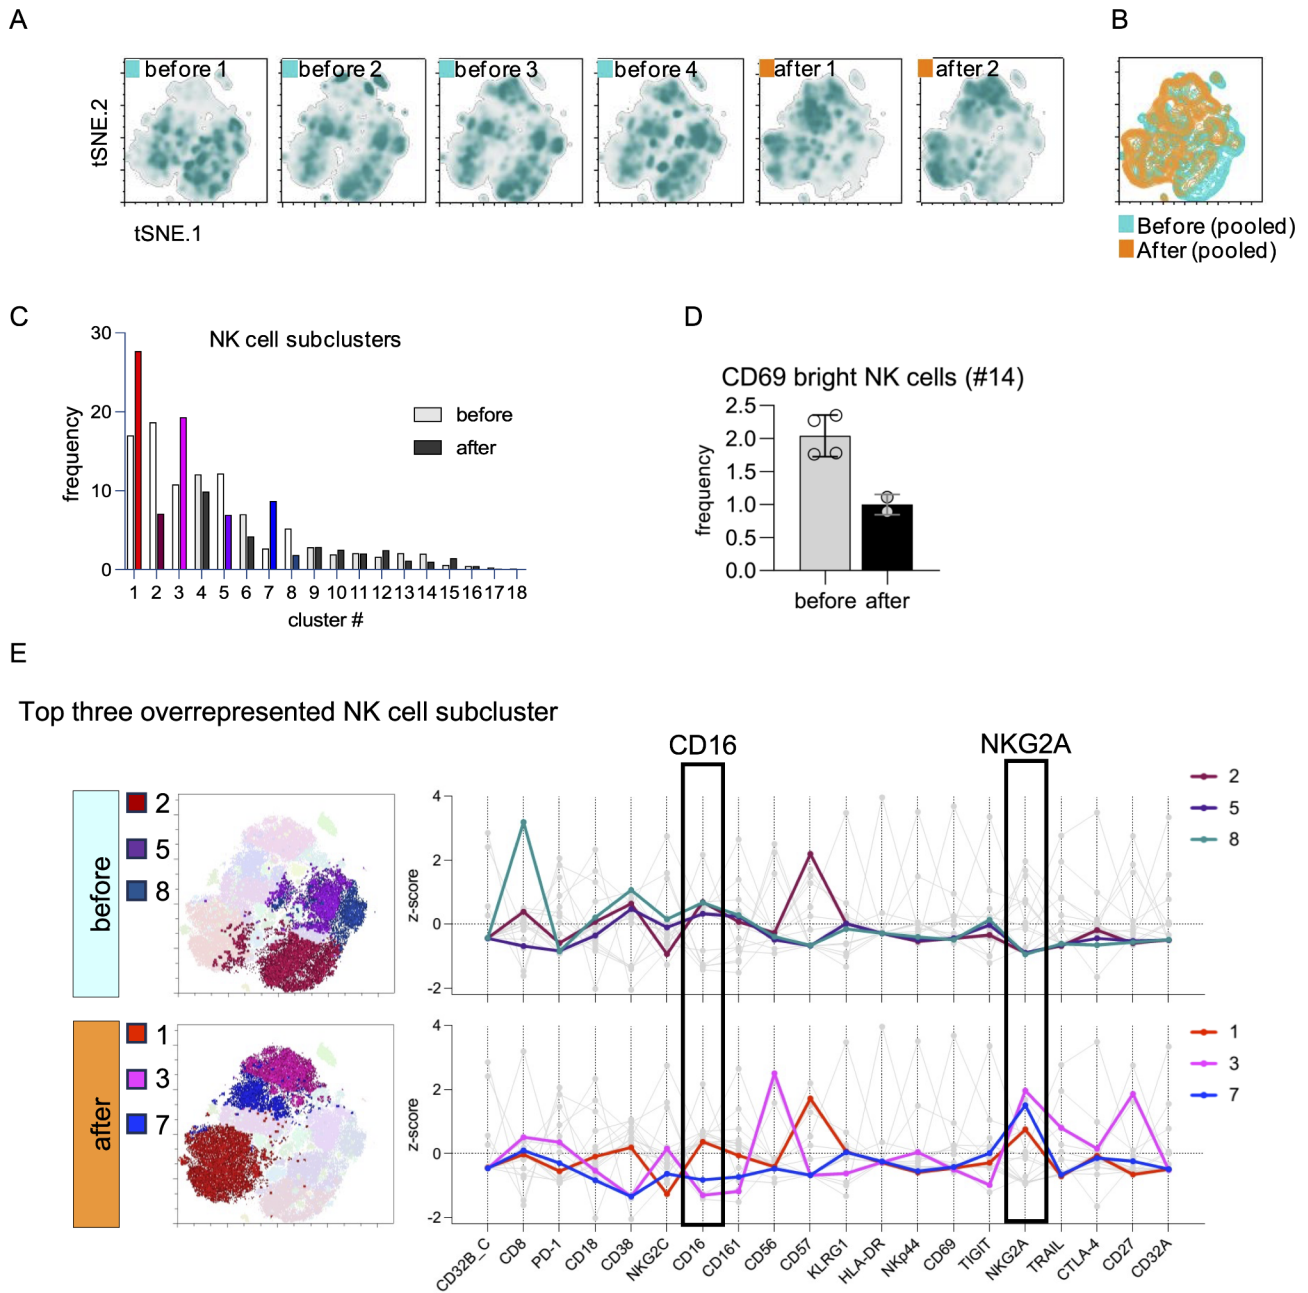 A
B
before 1
before 2
before 3
before 4
after 1
after 2
tSNE.2
tSNE.1
Before (pooled)
After (pooled)
C
NK cell subclusters
30
20
10
0
frequency
before
after
1 2 3 4 5 6 7 8 9 10 11 12 13 14 15 16 17 18
cluster #
D
CD69 bright NK cells (#14)
2.5
2.0
1.5
1.0
0.5
0.0
frequency
before after
E
Top three overrepresented NK cell subcluster
CD16
NKG2A
before
2
5
8
4
2
0
-2
z-score
2
5
8
after
1
3
7
4
2
0
-2
z-score
1
3
7
CD32B_C
CD8
PD-1
CD18
CD38
NKG2C
CD16
CD161
CD56
CD57
KLRG1
HLA-DR
NKp44
CD69
TIGIT
NKG2A
TRAIL
CTLA-4
CD27
CD32A